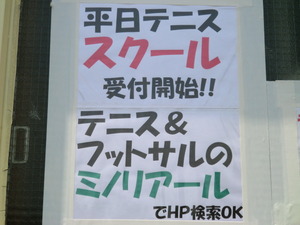 平日テニス
スクール
受付開始!!
テニス&
フットサルの
ミノリアール
でHP検索OK